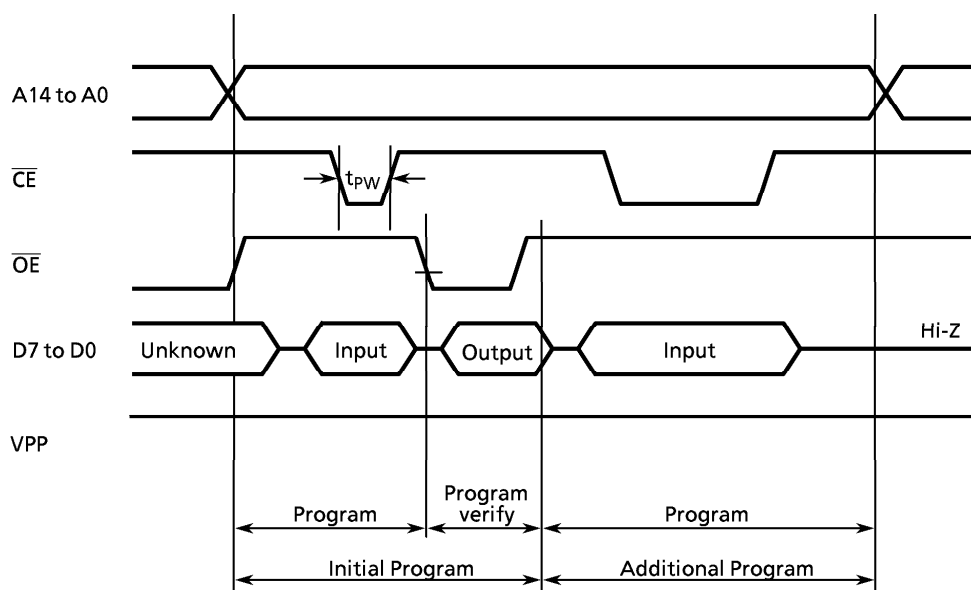 A14 to A0
CE
tPW
OE
D7 to D0
Unknown
Input
Output
Input
Hi-Z
VPP
Program
Program
verify
Program
Initial Program
Additional Program